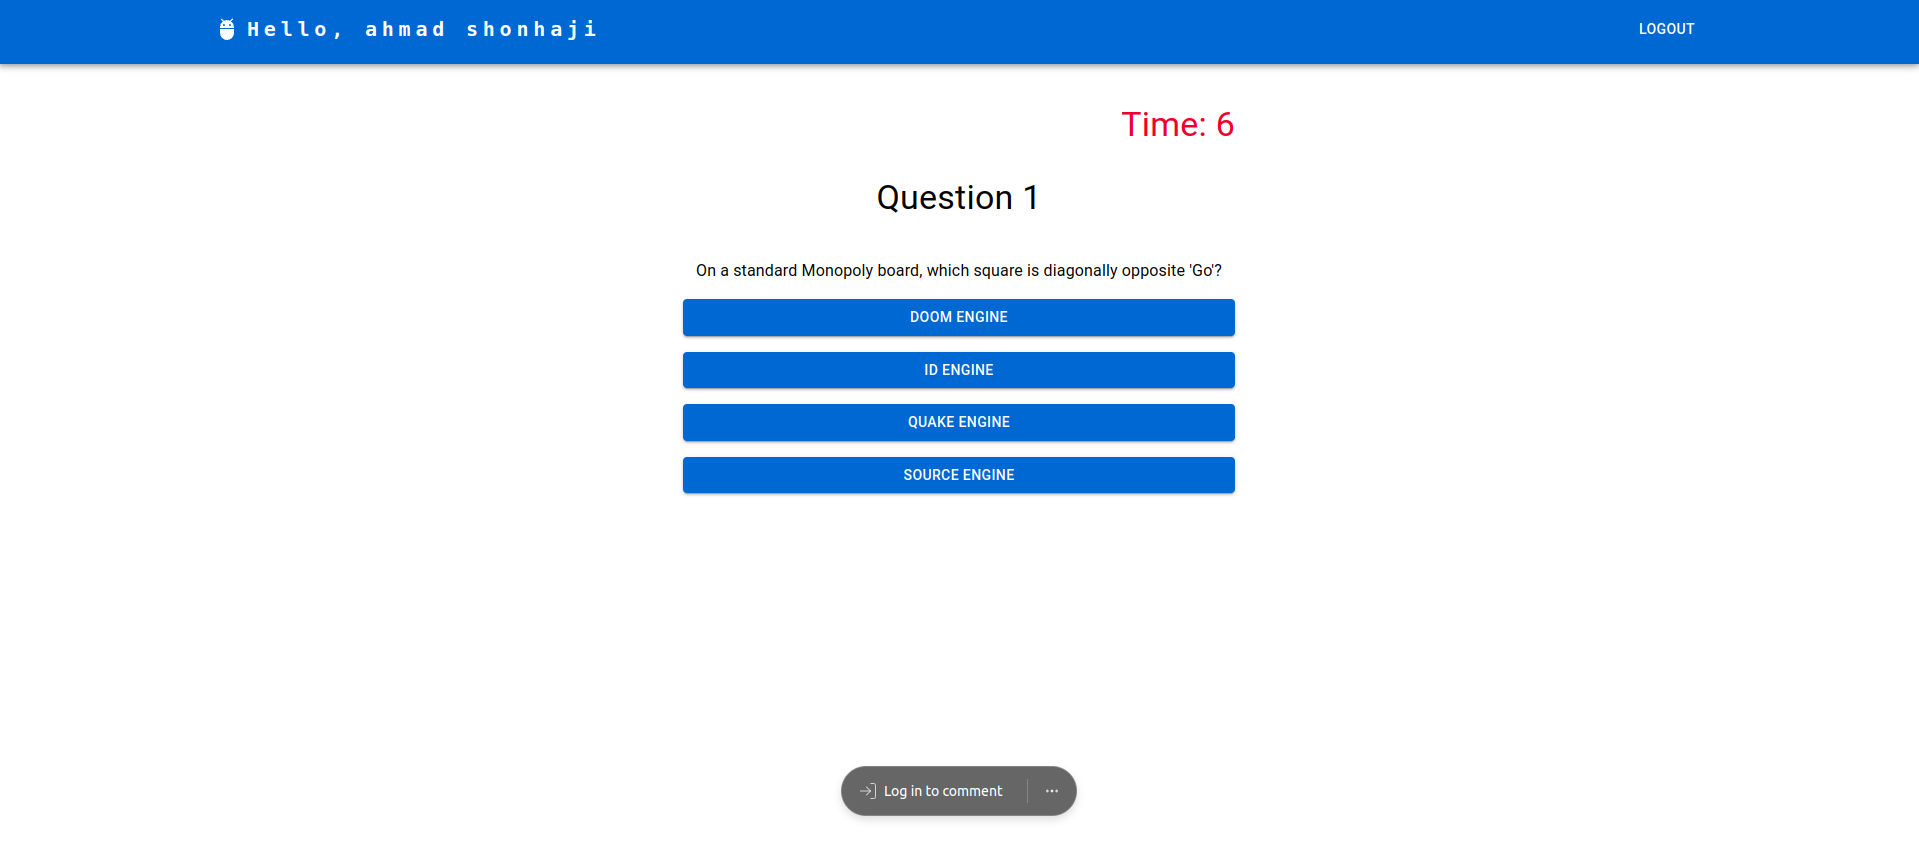 Hello, ahmad shonhaji
LOGOUT
Time: 6
Question 1
On a standard Monopoly board, which square is diagonally opposite 'Go'?
DOOM ENGINE
ID ENGINE
QUAKE ENGINE
SOURCE ENGINE
Log in to comment